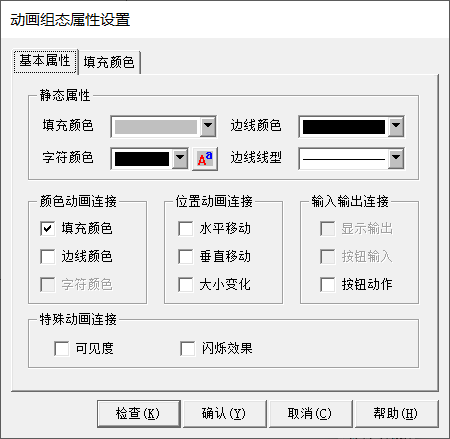 动画组态属性设置
基本属性 填充颜色
静态属性
填充颜色 边线颜色
字符颜色 Aa 边线线型
颜色动画连接 位置动画连接 输入输出连接
填充颜色 水平移动 显示输出
边线颜色 垂直移动 按钮输入
字符颜色 大小变化 按钮动作
特殊动画连接
可见度 闪烁效果
检查(K) 确认(Y) 取消(C) 帮助(H)